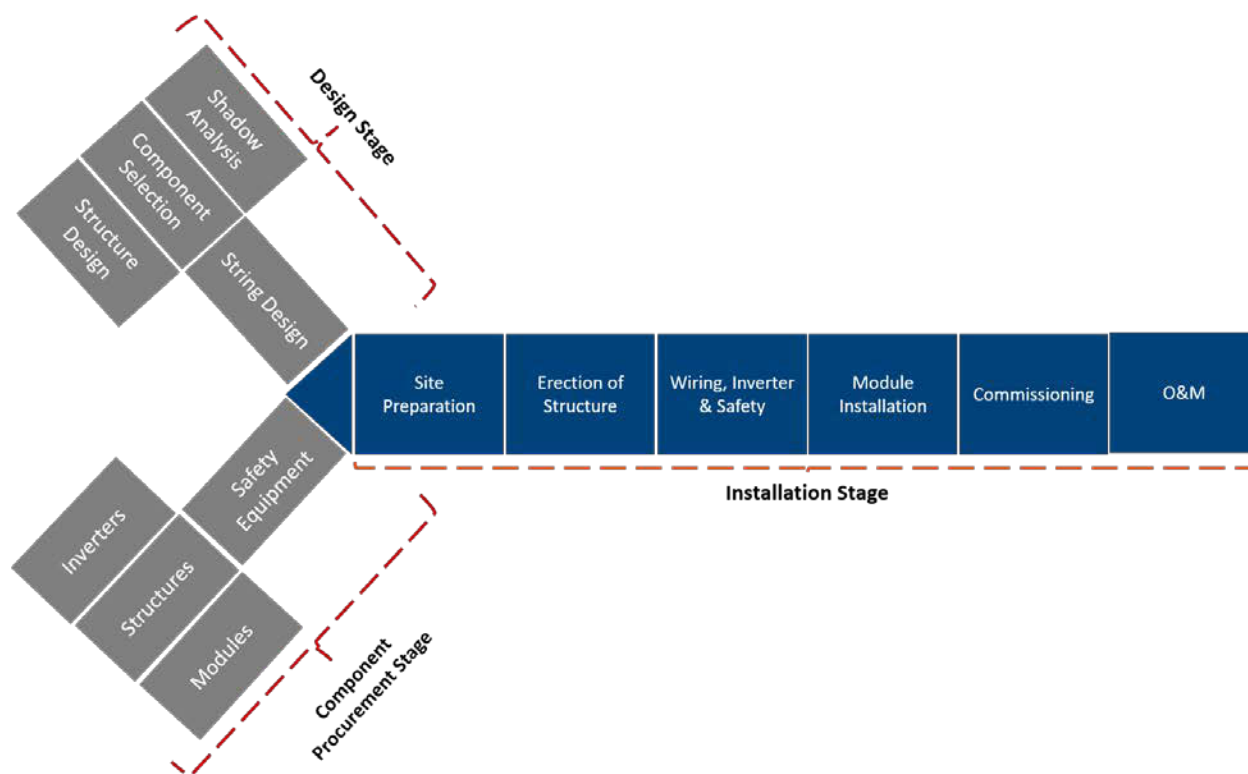 Design Stage
Shadow
Analysis
Component
Selection
Structure
Design
String Design
Site
Preparation
Erection of
Structure
Wiring, Inverter
& Safety
Module
Installation
Commissioning
O&M
Installation Stage
Safety
Equipment
Inverters
Structures
Modules
Component
Procurement Stage